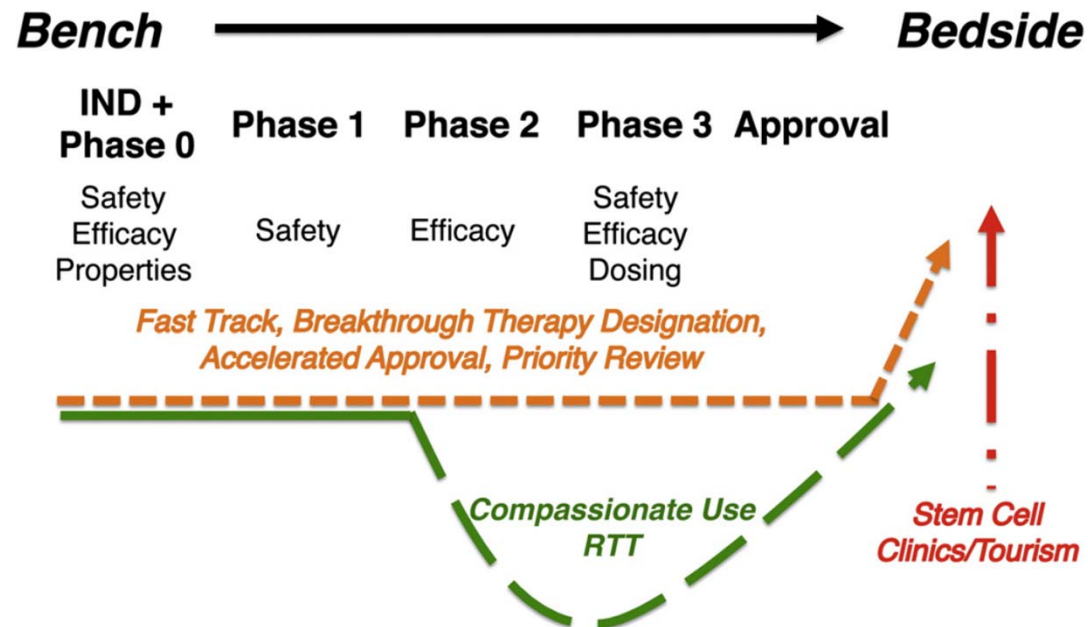 Bench
Bedside
IND +
Phase 0
Phase 1
Phase 2
Phase 3
Approval
Safety
Efficacy
Properties
Safety
Efficacy
Safety
Efficacy
Dosing
Fast Track, Breakthrough Therapy Designation,
Accelerated Approval, Priority Review
Compassionate Use
RTT
Stem Cell
Clinics/Tourism